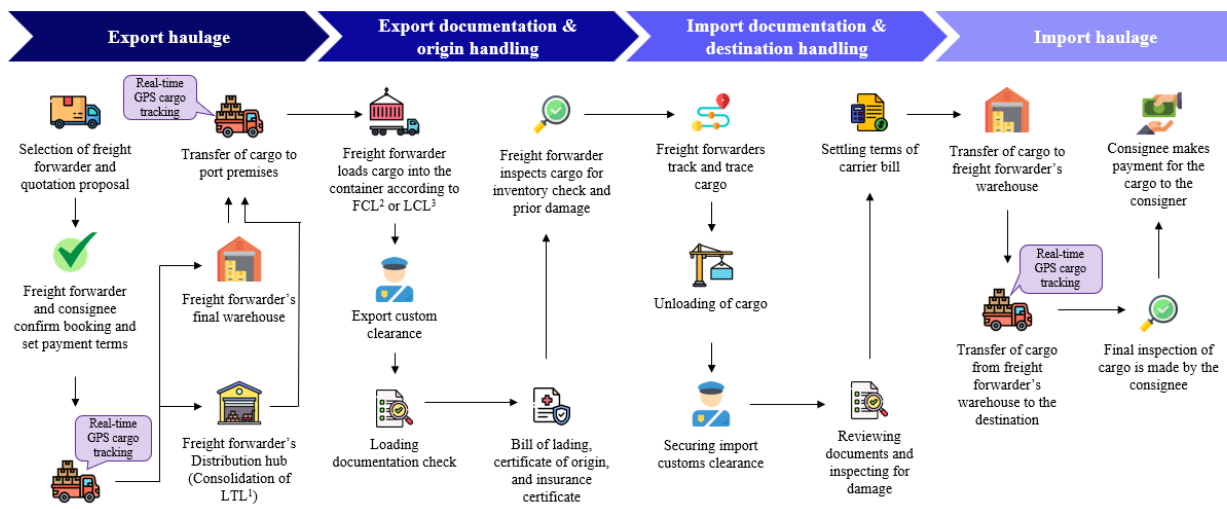 Export haulage
Export documentation &
origin handling
Import documentation &
destination handling
Import haulage
Real-time
GPS cargo
tracking
Selection of freight
forwarder and
quotation proposal
Transfer of cargo to
port premises
Freight forwarder
and consignee
confirm booking and
set payment terms
Freight forwarder's
final warehouse
Real-time
GPS cargo
tracking
Freight forwarder's
Distribution hub
(Consolidation of
LTL¹)
Freight forwarder
loads cargo into the
container according to
FCL² or LCL³
Export custom
clearance
Loading
documentation check
Bill of lading,
certificate of origin,
and insurance
certificate
Freight forwarder
inspects cargo for
inventory check and
prior damage
Freight forwarders
track and trace
cargo
Unloading of cargo
Securing import
customs clearance
Reviewing
documents and
inspecting for
damage
Settling terms of
carrier bill
Transfer of cargo to
freight forwarder's
warehouse
Real-time
GPS cargo
tracking
Transfer of cargo
from freight
forwarder's
warehouse to the
destination
Final inspection of
cargo is made by the
consignee
Consignee makes
payment for the
cargo to the
consigner